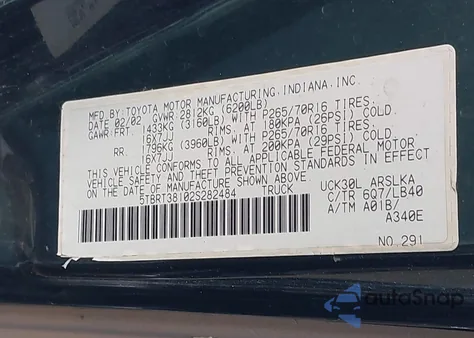 MFD.BY:TOYOTA MOTOR MANUFACTURING,INDIANA,INC.
DATE 02/02 GVWR 2812KG (6200LB)
GAWR:FRT. 1433KG (3160LB) WITH P265/70R16 TIRES,
16X7JJ RIMS, AT 180KPA (26PSI) COLD.
RR. 1796KG (3960LB) WITH P265/70R16 TIRES,
16X7JJ RIMS, AT 200KPA (29PSI) COLD.
THIS VEHICLE CONFORMS TO ALL APPLICABLE FEDERAL MOTOR
VEHICLE SAFETY AND THEFT PREVENTION STANDARDS IN EFFECT
ON THE DATE OF MANUFACTURE SHOWN ABOVE.
5TBRT38102S282484 TRUCK
UCK30L ARSLKA
C/TR 6Q7/LB40
A/TM A01B/
A340E
NO.291
autoSnap